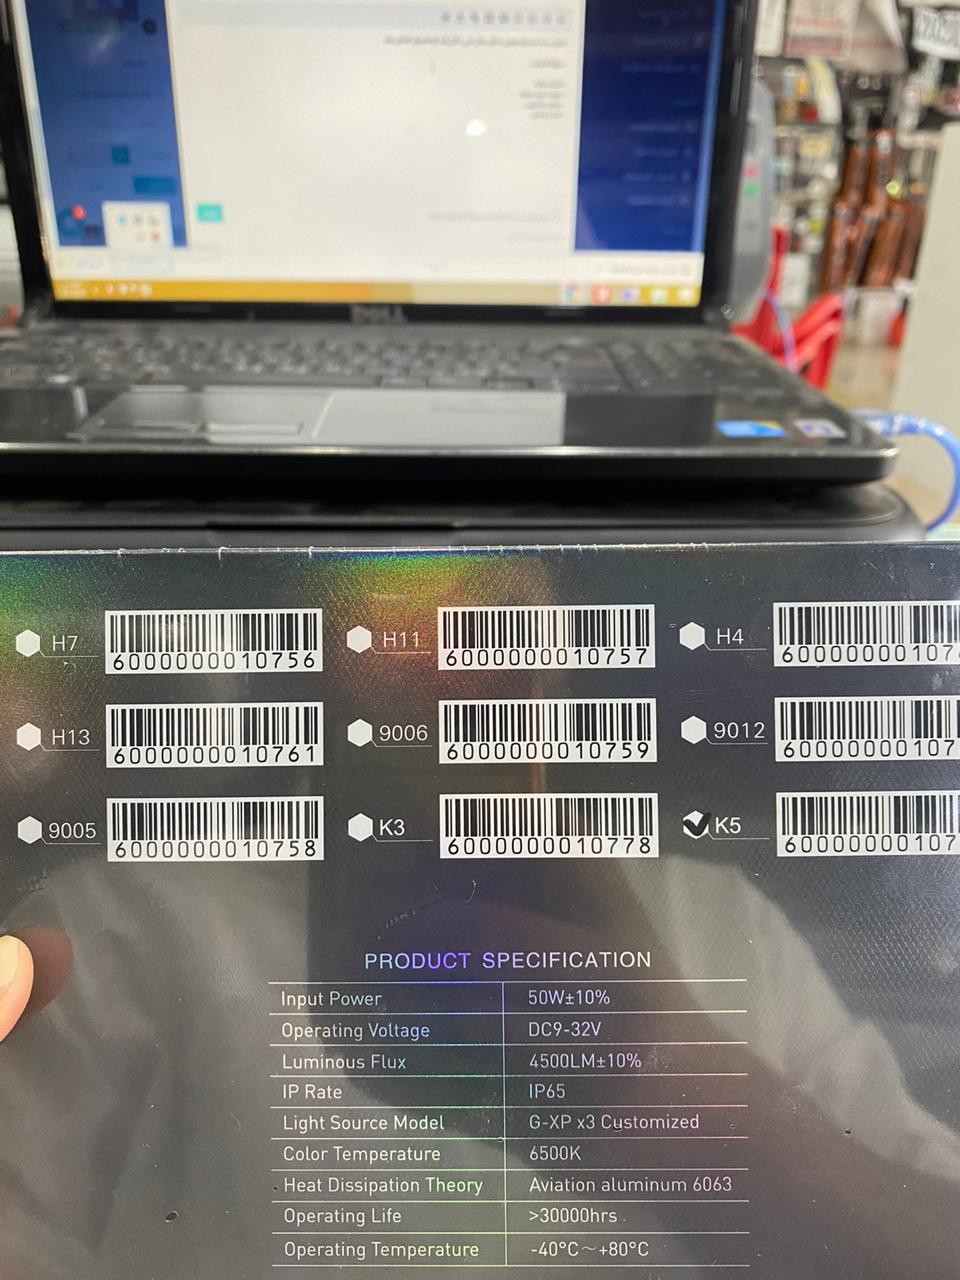 DELL
H7
6000000010756
H11
6000000010757
H4
H13
6000000010761
9006
6000000010759
9012
9005
6000000010758
K3
6000000010778
K5
PRODUCT SPECIFICATION
Input Power 50W±10%
Operating Voltage DC9-32V
Luminous Flux 4500LM±10%
IP Rate IP65
Light Source Model G-XP x3 Customized
Color Temperature 6500K
Heat Dissipation Theory Aviation aluminum 6063
Operating Life >30000hrs
Operating Temperature -40°C~+80°C